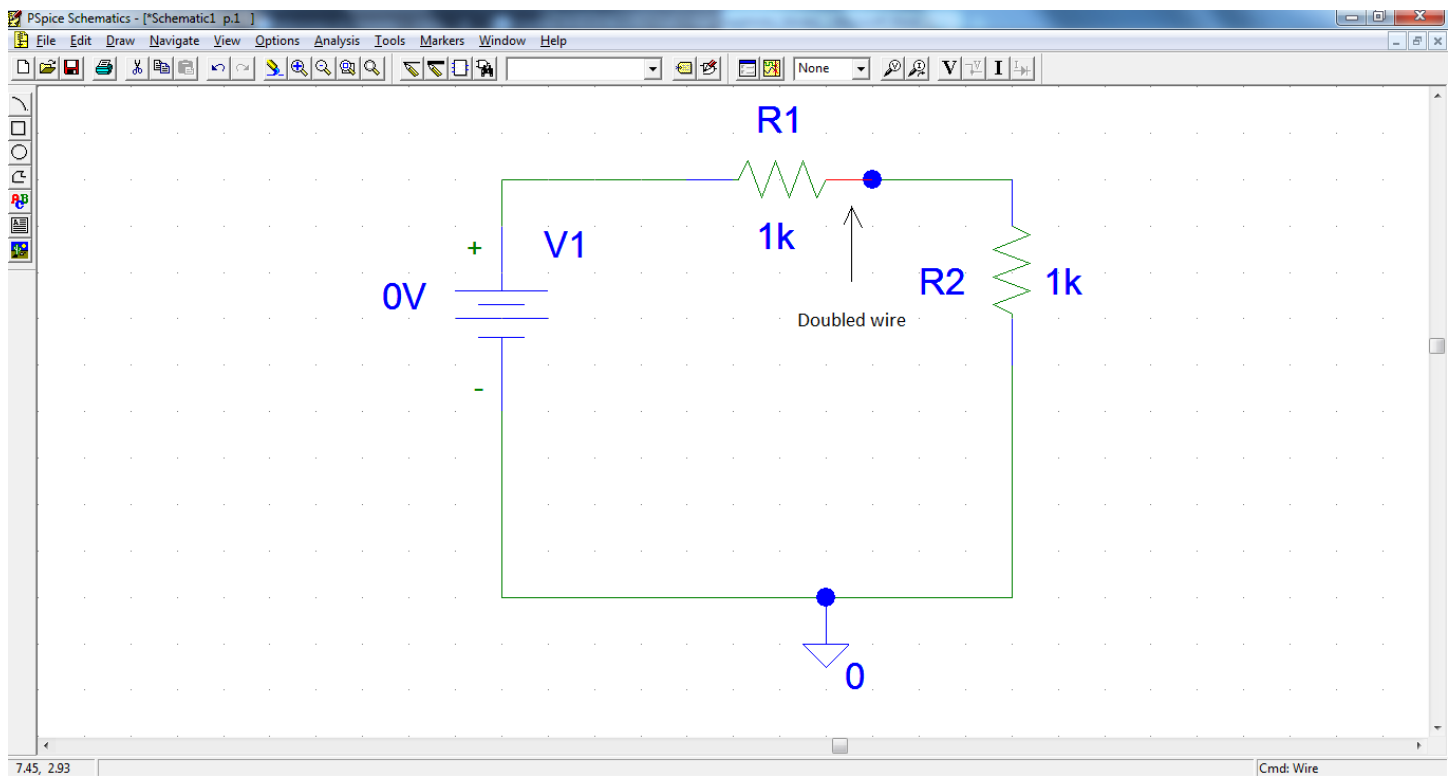 PSpice Schematics - [*Schematic1 p.1 ]
File Edit Draw Navigate View Options Analysis Tools Markers Window Help
None V V I I
ABC
R1
1k
+
V1
0V
-
R2
1k
Doubled wire
0
7.45, 2.93
Cmd: Wire